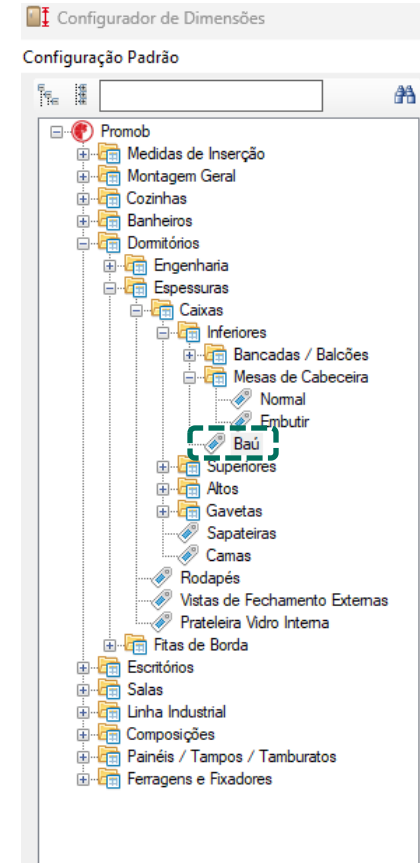 Configurador de Dimensões
Configuração Padrão
Promob
Medidas de Inserção
Montagem Geral
Cozinhas
Banheiros
Dormitórios
Engenharia
Espessuras
Caixas
Inferiores
Bancadas / Balcões
Mesas de Cabeceira
Normal
Embutir
Baú
Superiores
Altos
Gavetas
Sapateiras
Camas
Rodapés
Vistas de Fechamento Externas
Prateleira Vidro Interna
Fitas de Borda
Escritórios
Salas
Linha Industrial
Composições
Painéis / Tampos / Tamburatos
Ferragens e Fixadores